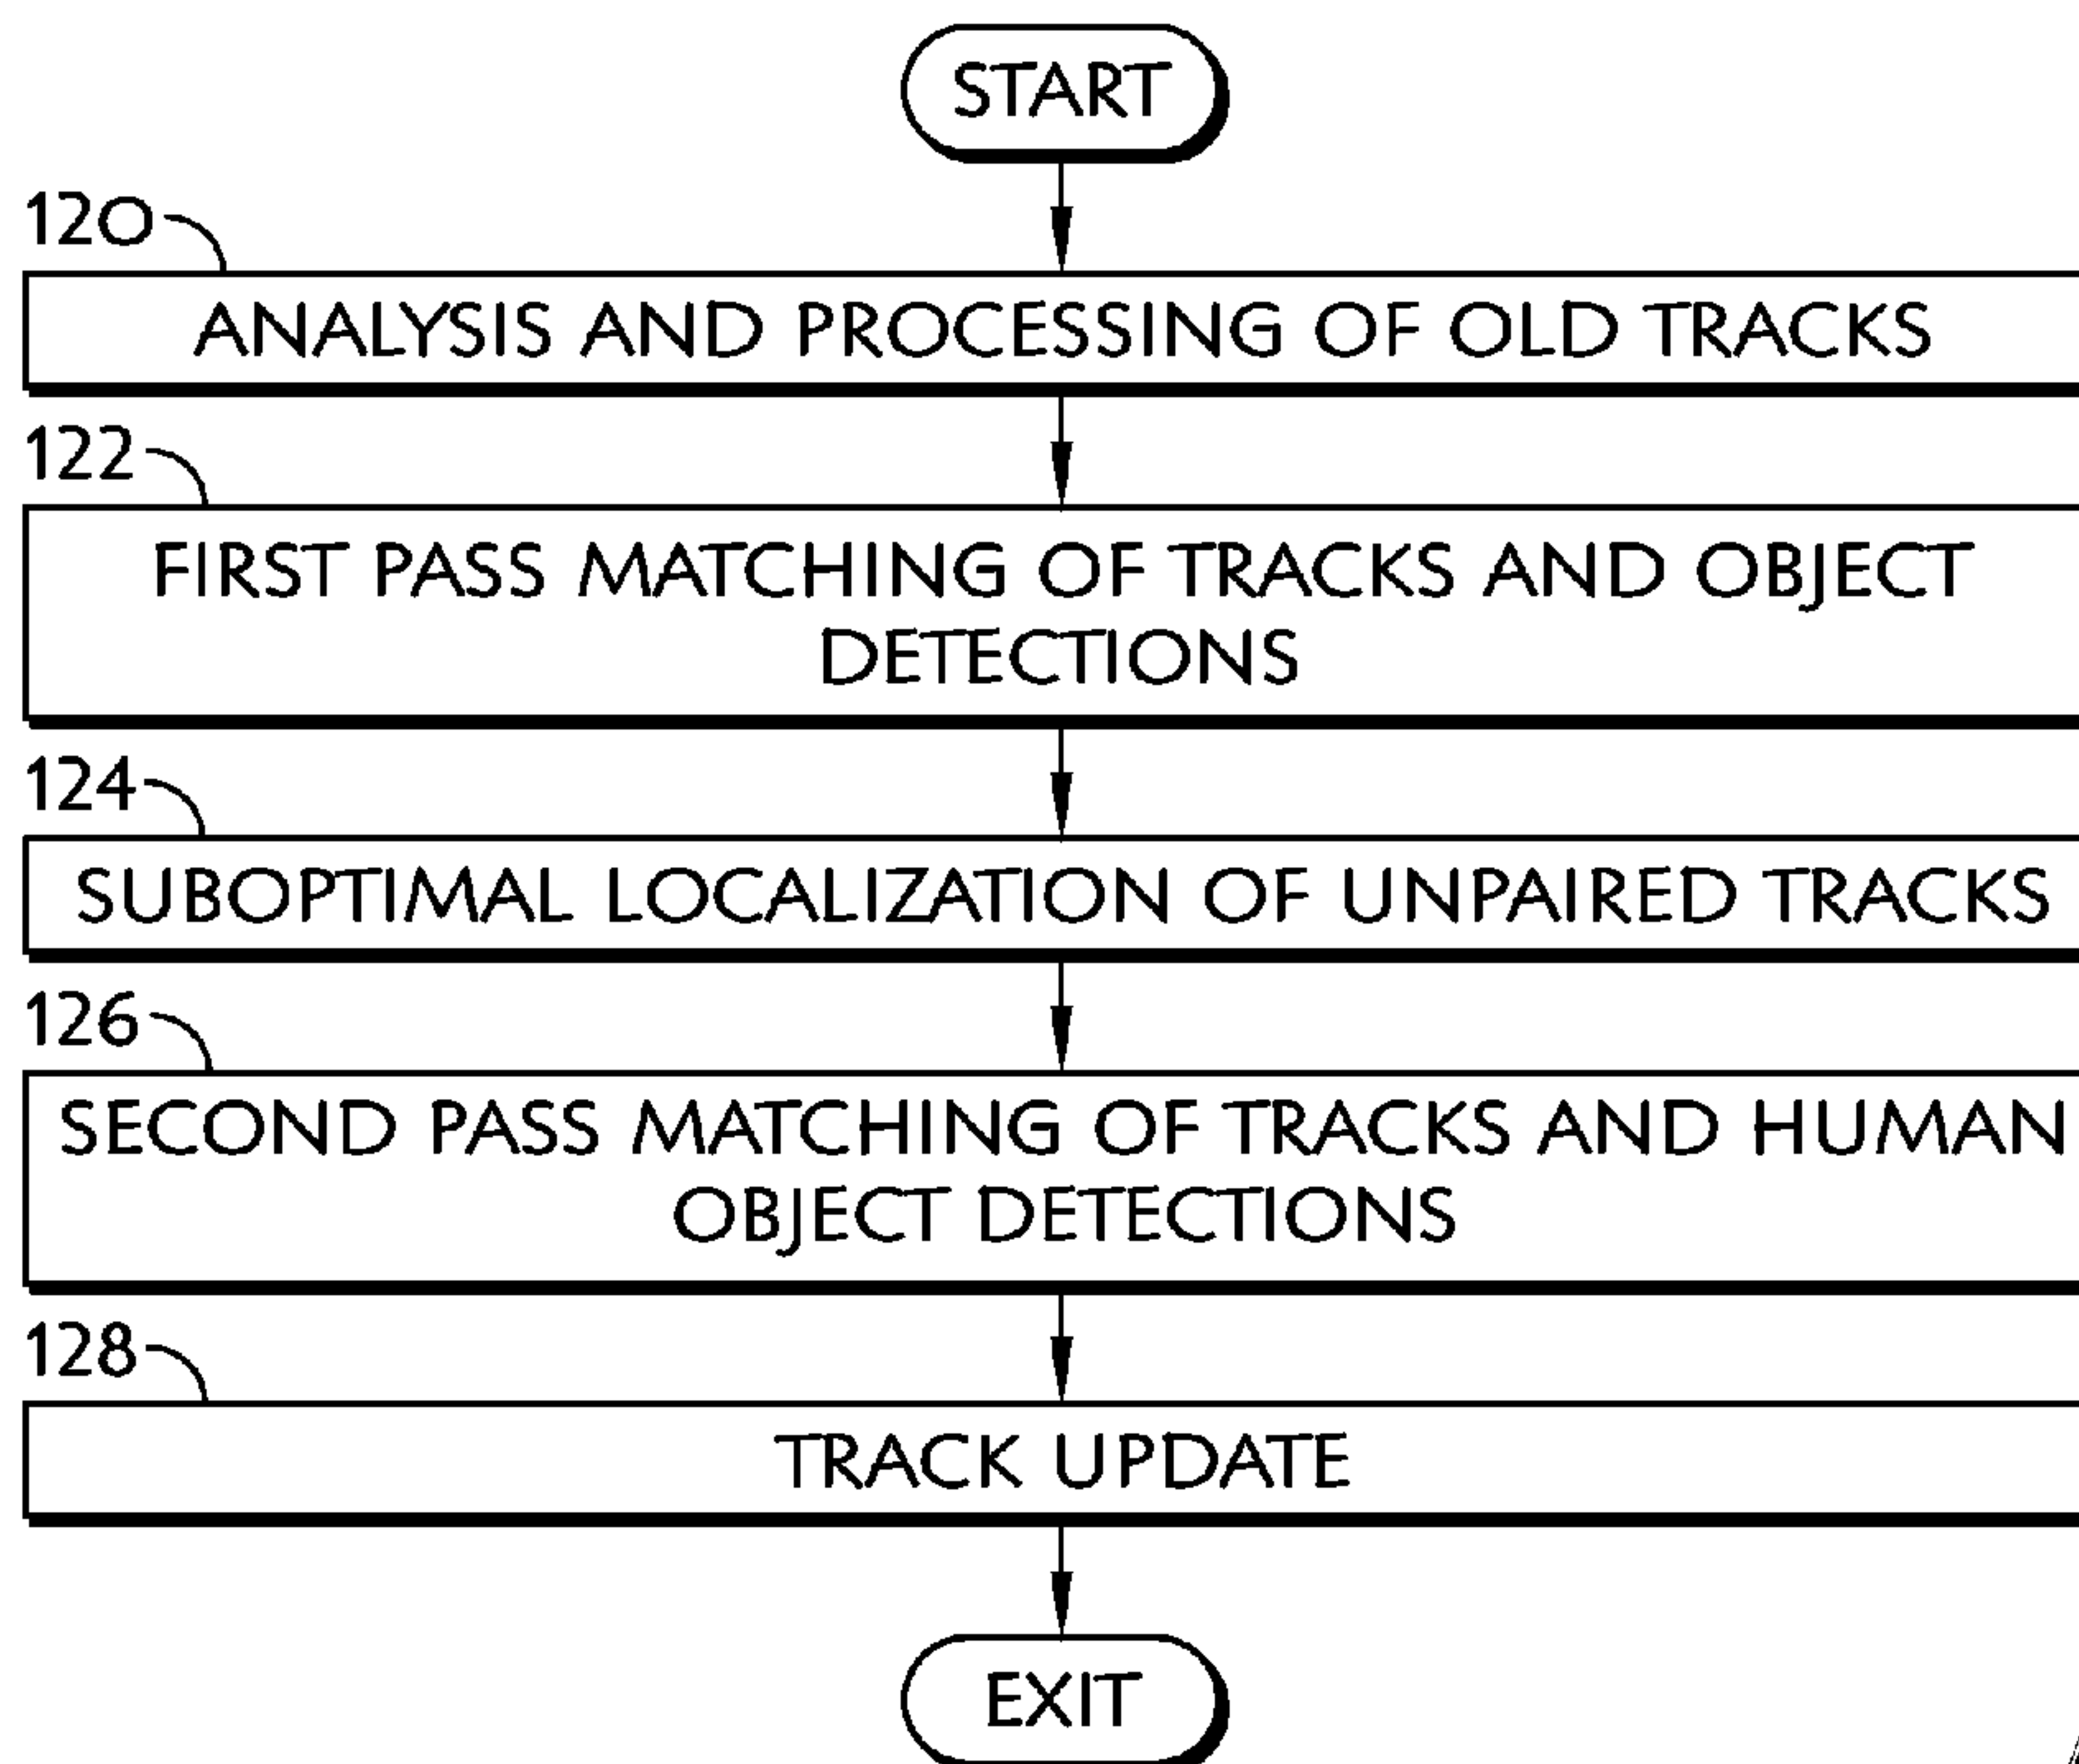 START
120
ANALYSIS AND PROCESSING OF OLD TRACKS
122
FIRST PASS MATCHING OF TRACKS AND OBJECT
DETECTIONS
124
SUBOPTIMAL LOCALIZATION OF UNPAIRED TRACKS
126
SECOND PASS MATCHING OF TRACKS AND HUMAN
OBJECT DETECTIONS
128
TRACK UPDATE
EXIT